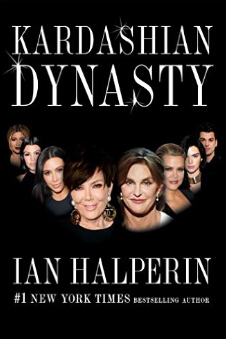 KARDASHIAN
DYNASTY
IAN HALPERIN
#1 NEW YORK TIMES BESTSELLING AUTHOR